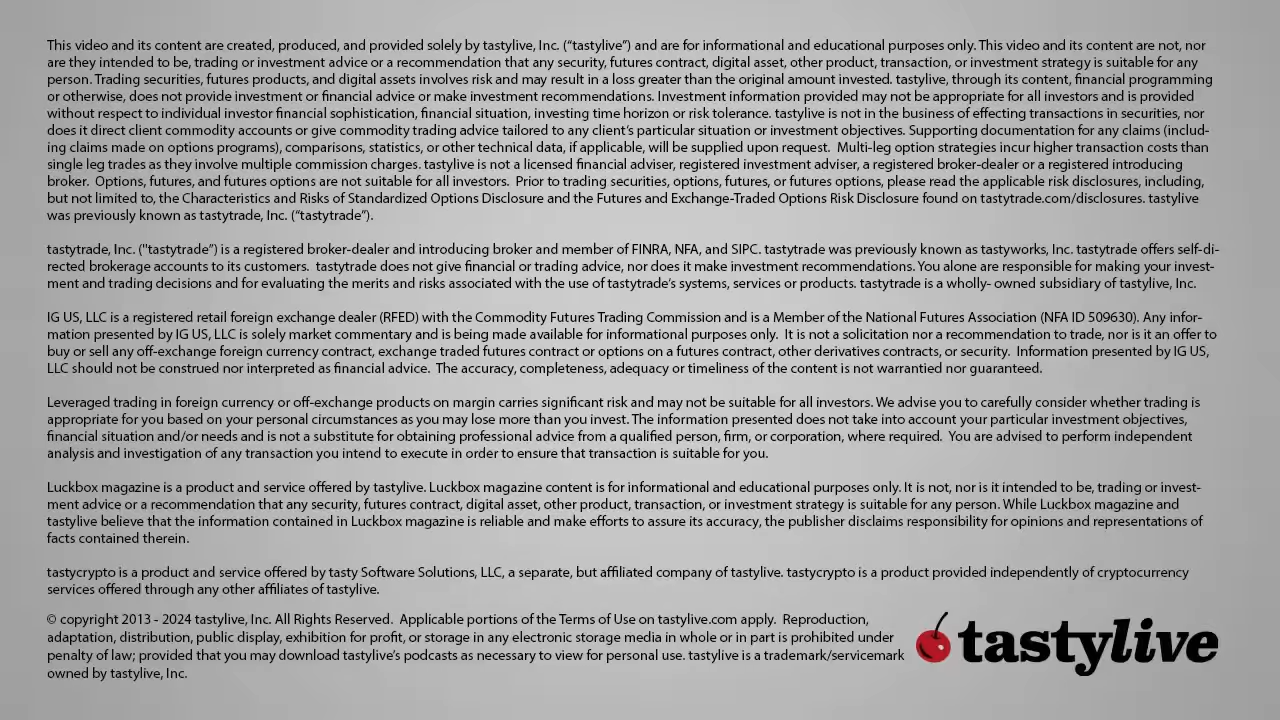 This video and its content are created, produced, and provided solely by tastylive, Inc. (“tastylive”) and are for informational and educational purposes only. This video and its content are not, nor
are they intended to be, trading or investment advice or a recommendation that any security, futures contract, digital asset, other product, transaction, or investment strategy is suitable for any
person. Trading securities, futures products, and digital assets involves risk and may result in a loss greater than the original amount invested. tastylive, through its content, financial programming
or otherwise, does not provide investment or financial advice or make investment recommendations. Investment information provided may not be appropriate for all investors and is provided
without respect to individual investor financial sophistication, financial situation, investing time horizon or risk tolerance. tastylive is not in the business of effecting transactions in securities, nor
does it direct client commodity accounts or give commodity trading advice tailored to any client’s particular situation or investment objectives. Supporting documentation for any claims (includ-
ing claims made on options programs), comparisons, statistics, or other technical data, if applicable, will be supplied upon request.  Multi-leg option strategies incur higher transaction costs than
single leg trades as they involve multiple commission charges. tastylive is not a licensed financial adviser, registered investment adviser, a registered broker-dealer or a registered introducing
broker.  Options, futures, and futures options are not suitable for all investors.  Prior to trading securities, options, futures, or futures options, please read the applicable risk disclosures, including,
but not limited to, the Characteristics and Risks of Standardized Options Disclosure and the Futures and Exchange-Traded Options Risk Disclosure found on tastytrade.com/disclosures. tastylive
was previously known as tastytrade, Inc. (“tastytrade”).
tastytrade, Inc. ("tastytrade”) is a registered broker-dealer and introducing broker and member of FINRA, NFA, and SIPC. tastytrade was previously known as tastyworks, Inc. tastytrade offers self-di-
rected brokerage accounts to its customers.  tastytrade does not give financial or trading advice, nor does it make investment recommendations. You alone are responsible for making your invest-
ment and trading decisions and for evaluating the merits and risks associated with the use of tastytrade’s systems, services or products. tastytrade is a wholly- owned subsidiary of tastylive, Inc.
IG US, LLC is a registered retail foreign exchange dealer (RFED) with the Commodity Futures Trading Commission and is a Member of the National Futures Association (NFA ID 509630). Any infor-
mation presented by IG US, LLC is solely market commentary and is being made available for informational purposes only.  It is not a solicitation nor a recommendation to trade, nor is it an offer to
buy or sell any off-exchange foreign currency contract, exchange traded futures contract or options on a futures contract, other derivatives contracts, or security.  Information presented by IG US,
LLC should not be construed nor interpreted as financial advice.  The accuracy, completeness, adequacy or timeliness of the content is not warrantied nor guaranteed.
Leveraged trading in foreign currency or off-exchange products on margin carries significant risk and may not be suitable for all investors. We advise you to carefully consider whether trading is
appropriate for you based on your personal circumstances as you may lose more than you invest. The information presented does not take into account your particular investment objectives,
financial situation and/or needs and is not a substitute for obtaining professional advice from a qualified person, firm, or corporation, where required.  You are advised to perform independent
analysis and investigation of any transaction you intend to execute in order to ensure that transaction is suitable for you.
Luckbox magazine is a product and service offered by tastylive. Luckbox magazine content is for informational and educational purposes only. It is not, nor is it intended to be, trading or invest-
ment advice or a recommendation that any security, futures contract, digital asset, other product, transaction, or investment strategy is suitable for any person. While Luckbox magazine and
tastylive believe that the information contained in Luckbox magazine is reliable and make efforts to assure its accuracy, the publisher disclaims responsibility for opinions and representations of
facts contained therein.
tastycrypto is a product and service offered by tasty Software Solutions, LLC, a separate, but affiliated company of tastylive. tastycrypto is a product provided independently of cryptocurrency
services offered through any other affiliates of tastylive.
© copyright 2013 - 2024 tastylive, Inc. All Rights Reserved.  Applicable portions of the Terms of Use on tastylive.com apply.  Reproduction,
adaptation, distribution, public display, exhibition for profit, or storage in any electronic storage media in whole or in part is prohibited under
penalty of law; provided that you may download tastylive’s podcasts as necessary to view for personal use. tastylive is a trademark/servicemark
owned by tastylive, Inc.
tastylive